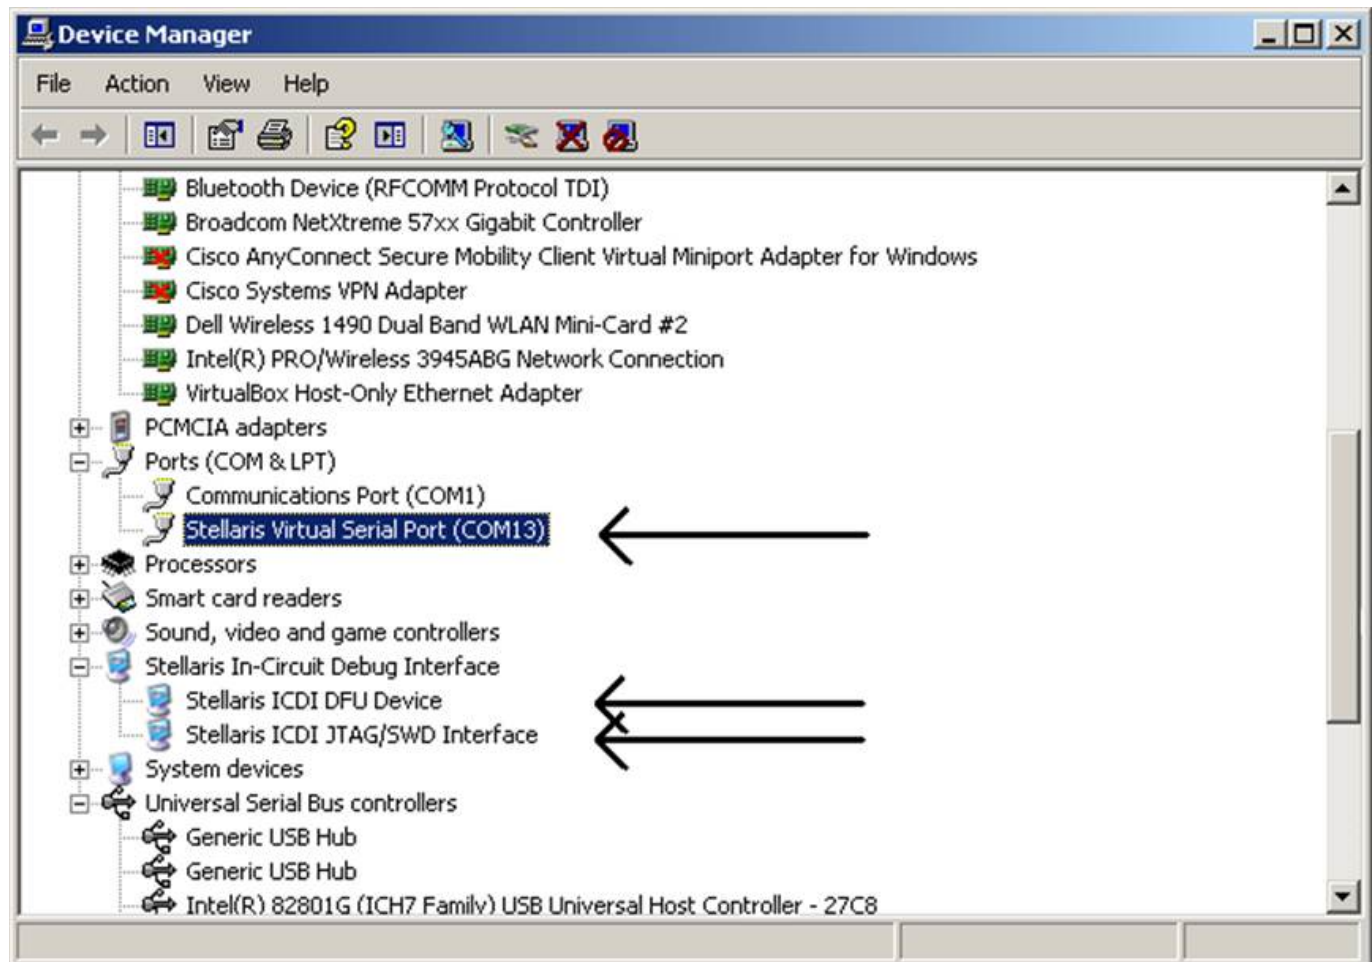 Device Manager
File Action View Help
Bluetooth Device (RFCOMM Protocol TDI)
Broadcom NetXtreme 57xx Gigabit Controller
Cisco AnyConnect Secure Mobility Client Virtual Miniport Adapter for Windows
Cisco Systems VPN Adapter
Dell Wireless 1490 Dual Band WLAN Mini-Card #2
Intel(R) PRO/Wireless 3945ABG Network Connection
VirtualBox Host-Only Ethernet Adapter
PCMCIA adapters
Ports (COM & LPT)
Communications Port (COM1)
Stellaris Virtual Serial Port (COM13)
Processors
Smart card readers
Sound, video and game controllers
Stellaris In-Circuit Debug Interface
Stellaris ICDI DFU Device
Stellaris ICDI JTAG/SWD Interface
System devices
Universal Serial Bus controllers
Generic USB Hub
Generic USB Hub
Intel(R) 82801G (ICH7 Family) USB Universal Host Controller - 27C8